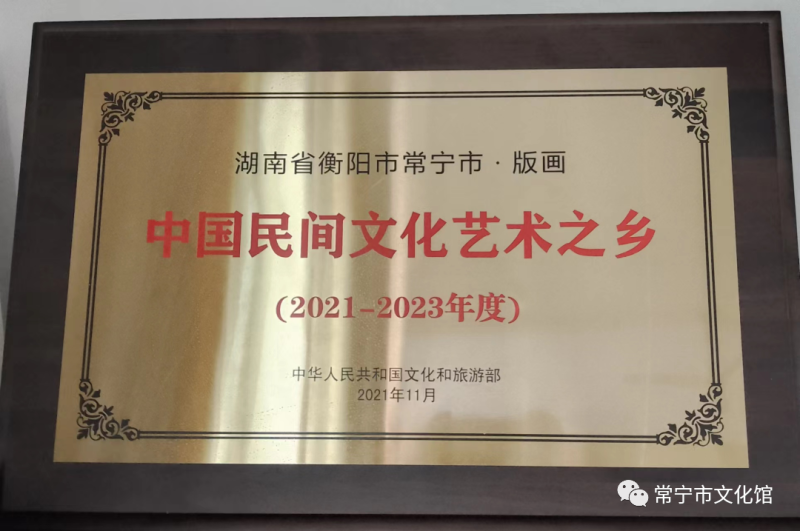 湖南省衡阳市常宁市·版画
中国民间文化艺术之乡
(2021-2023年度)
中华人民共和国文化和旅游部
2021年11月
常宁市文化馆